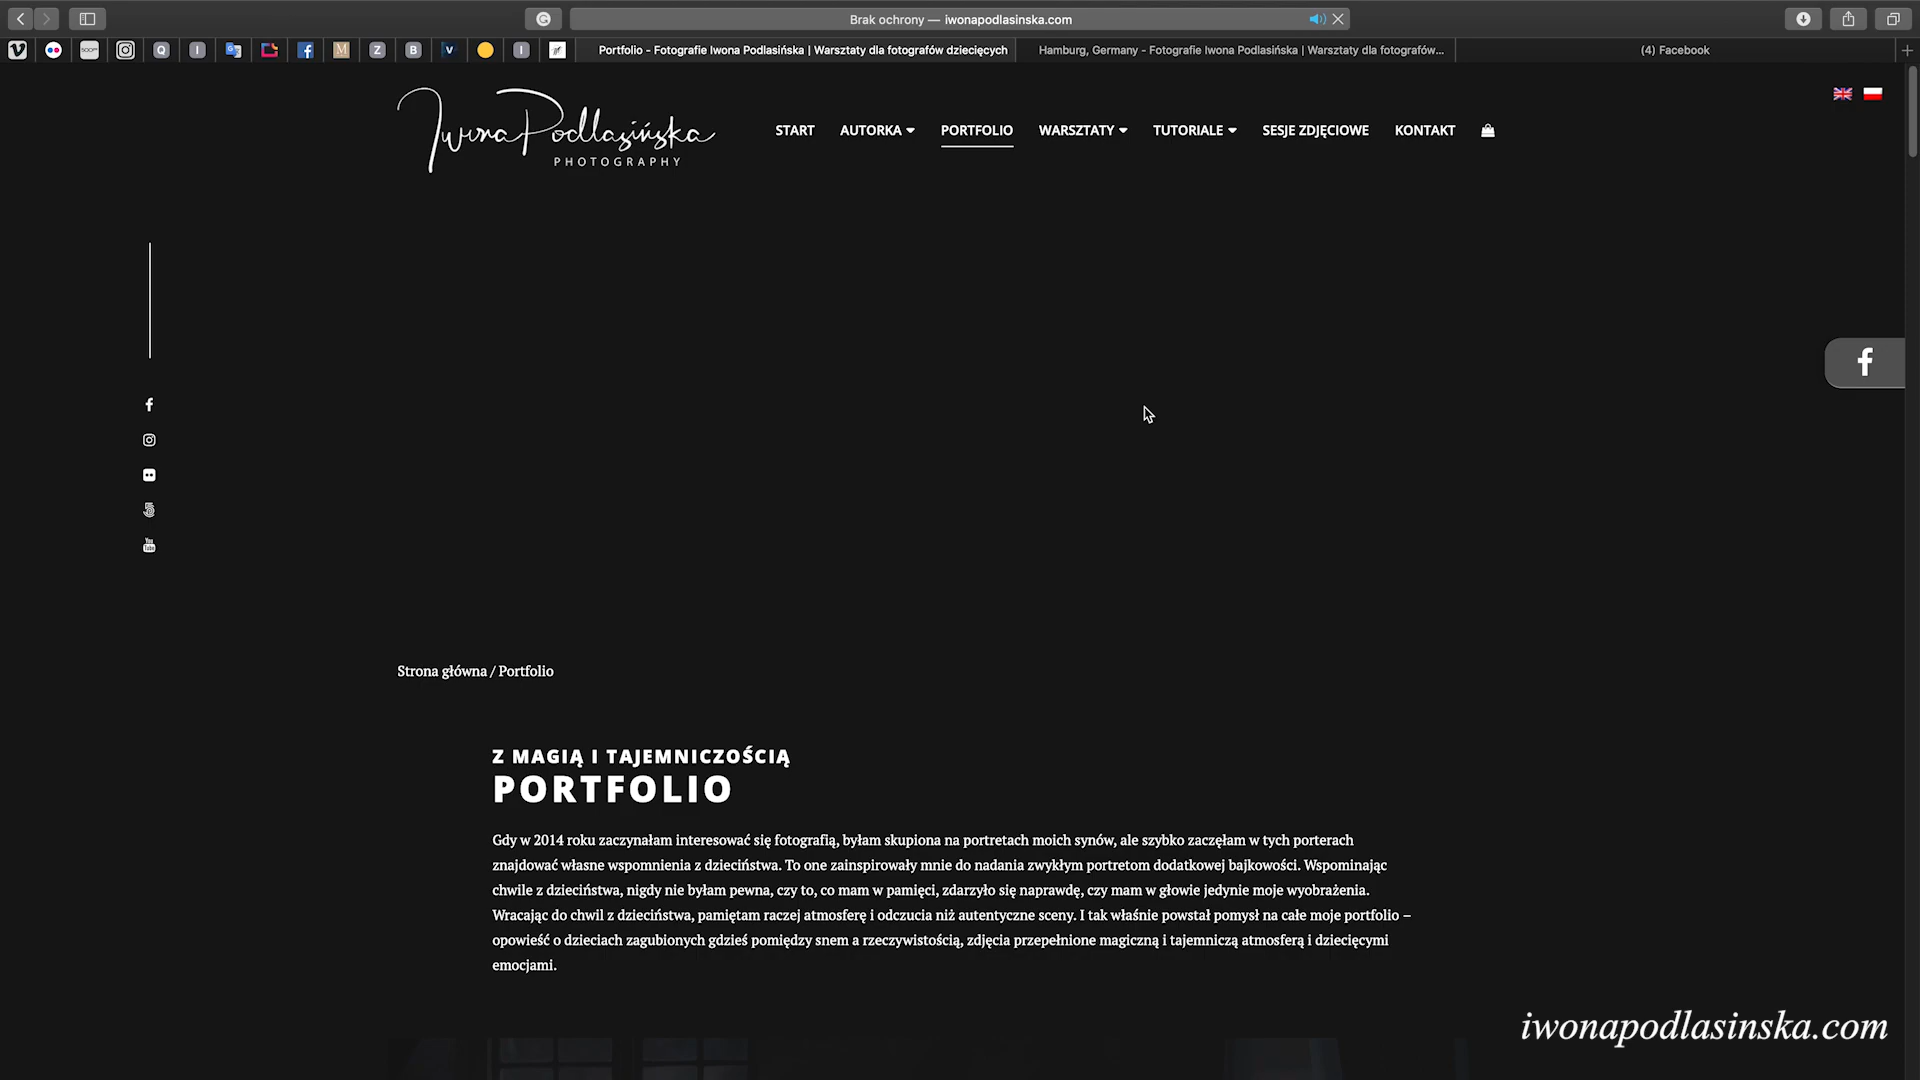 Brak ochrony — iwonapodlasinska.com
Portfolio - Fotografie Iwona Podlasińska | Warsztaty dla fotografów dziecięcych
Hamburg, Germany - Fotografie Iwona Podlasińska | Warsztaty dla fotografów...
(4) Facebook
Iwona Podlasińska
PHOTOGRAPHY
START AUTORKA PORTFOLIO WARSZTATY TUTORIALE SESJE ZDJĘCIOWE KONTAKT
Strona główna / Portfolio
Z MAGIĄ I TAJEMNICZOŚCIĄ
PORTFOLIO
Gdy w 2014 roku zaczynałam interesować się fotografią, byłam skupiona na portretach moich synów, ale szybko zaczęłam w tych porterach
znajdować własne wspomnienia z dzieciństwa. To one zainspirowały mnie do nadania zwykłym portretom dodatkowej bajkowości. Wspominając
chwile z dzieciństwa, nigdy nie byłam pewna, czy to, co mam w pamięci, zdarzyło się naprawdę, czy mam w głowie jedynie moje wyobrażenia.
Wracając do chwil z dzieciństwa, pamiętam raczej atmosferę i odczucia niż autentyczne sceny. I tak właśnie powstał pomysł na całe moje portfolio –
opowieść o dzieciach zagubionych gdzieś pomiędzy snem a rzeczywistością, zdjęcia przepełnione magiczną i tajemniczą atmosferą i dziecięcymi
emocjami.
iwonapodlasinska.com